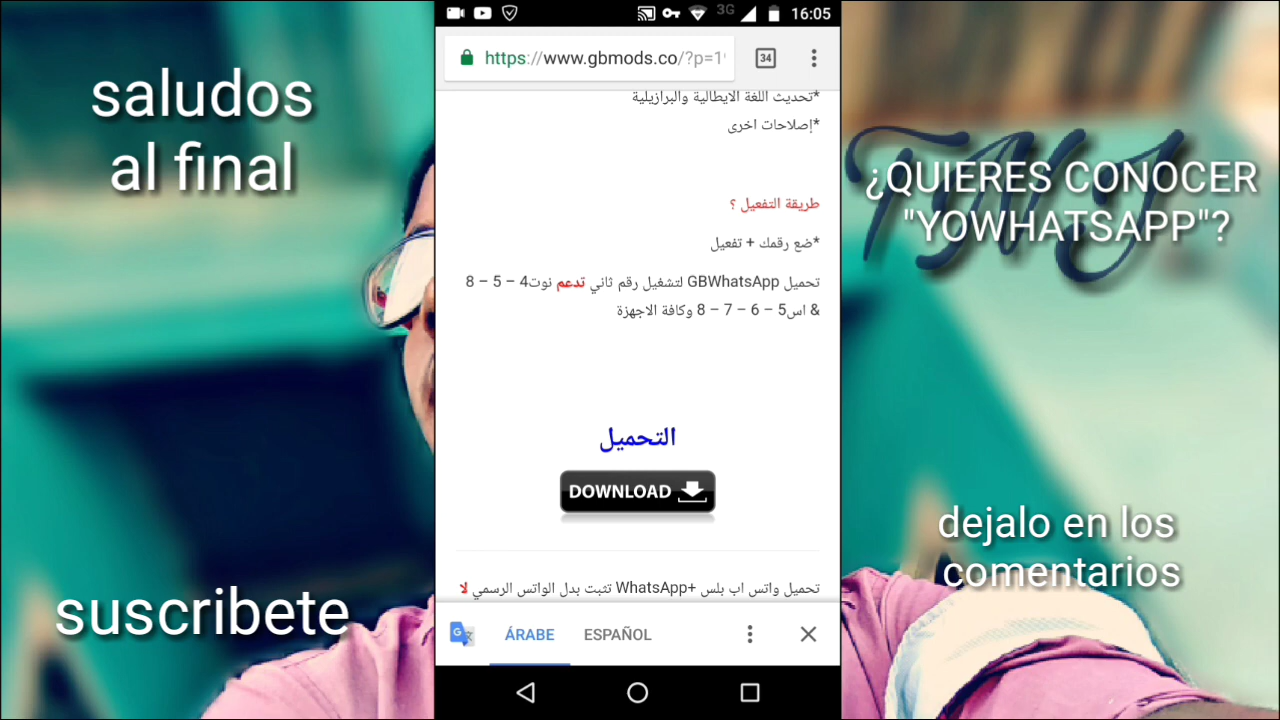 saludos
al final
suscribete
3G 16:05
https://www.gbmods.co/?p=1
34
*تحديث اللغة الايطالية والبرازيلية
*إصلاحات اخرى
طريقة التفعيل ؟
*ضع رقمك + تفعيل
تحميل GBWhatsApp لتشغيل رقم ثاني تدعم نوت4 – 5 – 8
& اس5 – 6 – 7 – 8 وكافة الاجهزة
التحميل
DOWNLOAD
تحميل واتس اب بلس +WhatsApp تثبت بدل الواتس الرسمي لا
ÁRABE ESPAÑOL
TMJ
¿QUIERES CONOCER
"YOWHATSAPP"?
dejalo en los
comentarios